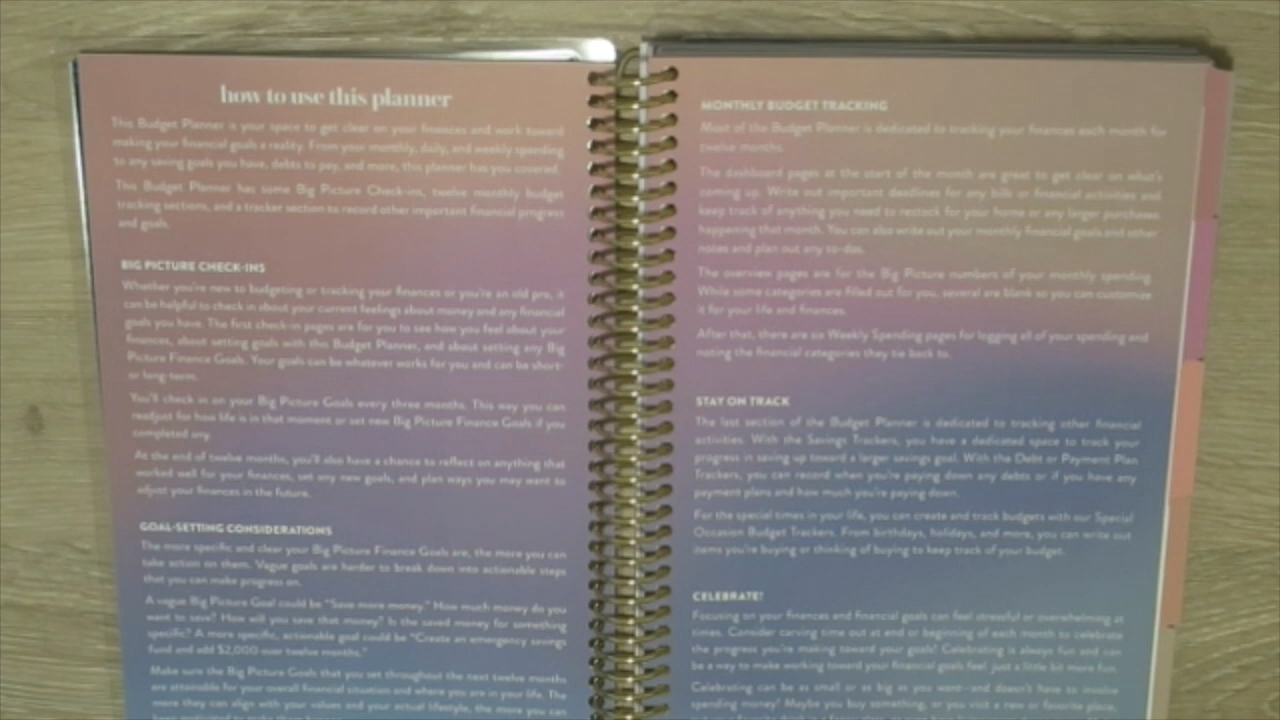 how to use this planner
This Budget Planner is your space to get clear on your finances and work toward
making your financial goals a reality. From your monthly, daily, and weekly spending
to any saving goals you have, debts to pay, and more, this planner has you covered.
This Budget Planner has some Big Picture Check-ins, twelve monthly budget
tracking sections, and a tracker section to record other important financial progress
and goals.
BIG PICTURE CHECK-INS
Whether you're new to budgeting or tracking your finances or you're an old pro, it
can be helpful to check in about your current feelings about money and any financial
goals you have. The first check-in pages are for you to see how you feel about your
finances, about setting goals with this Budget Planner, and about setting any Big
Picture Finance Goals. Your goals can be whatever works for you and can be short-
or long-term.
You'll check in on your Big Picture Goals every three months. This way you can
readjust for how life is in that moment or set new Big Picture Finance Goals if you
completed any.
At the end of twelve months, you'll also have a chance to reflect on anything that
worked well for your finances, set any new goals, and plan ways you may want to
adjust your finances in the future.
GOAL-SETTING CONSIDERATIONS
The more specific and clear your Big Picture Finance Goals are, the more you can
take action on them. Vague goals are harder to break down into actionable steps
that you can make progress on.
A vague Big Picture Goal could be "Save more money." How much money do you
want to save? How will you save that money? Is the saved money for something
specific? A more specific, actionable goal could be "Create an emergency savings
fund and add $2,000 over twelve months."
Make sure the Big Picture Goals that you set throughout the next twelve months
are attainable for your overall financial situation and where you are in your life. The
more they can align with your values and your actual lifestyle, the more you can
MONTHLY BUDGET TRACKING
Most of the Budget Planner is dedicated to tracking your finances each month for
twelve months.
The dashboard pages at the start of the month are great to get clear on what's
coming up. Write out important deadlines for any bills or financial activities and
keep track of anything you need to restock for your home or any larger purchases
happening that month. You can also write out your monthly financial goals and other
notes and plan out any to-dos.
The overview pages are for the Big Picture numbers of your monthly spending.
While some categories are filled out for you, several are blank so you can customize
it for your life and finances.
After that, there are six Weekly Spending pages for logging all of your spending and
noting the financial categories they tie back to.
STAY ON TRACK
The last section of the Budget Planner is dedicated to tracking other financial
activities. With the Savings Trackers, you have a dedicated space to track your
progress in saving up toward a larger savings goal. With the Debt or Payment Plan
Trackers, you can record when you're paying down any debts or if you have any
payment plans and how much you're paying down.
For the special times in your life, you can create and track budgets with our Special
Occasion Budget Trackers. From birthdays, holidays, and more, you can write out
items you're buying or thinking of buying to keep track of your budget.
CELEBRATE!
Focusing on your finances and financial goals can feel stressful or overwhelming at
times. Consider carving time out at end or beginning of each month to celebrate
the progress you're making toward your goals! Celebrating is always fun and can
be a way to make working toward your financial goals feel just a little bit more fun.
Celebrating can be as small or as big as you want—and doesn't have to involve
spending money! Maybe you buy something, or you visit a new or favorite place,